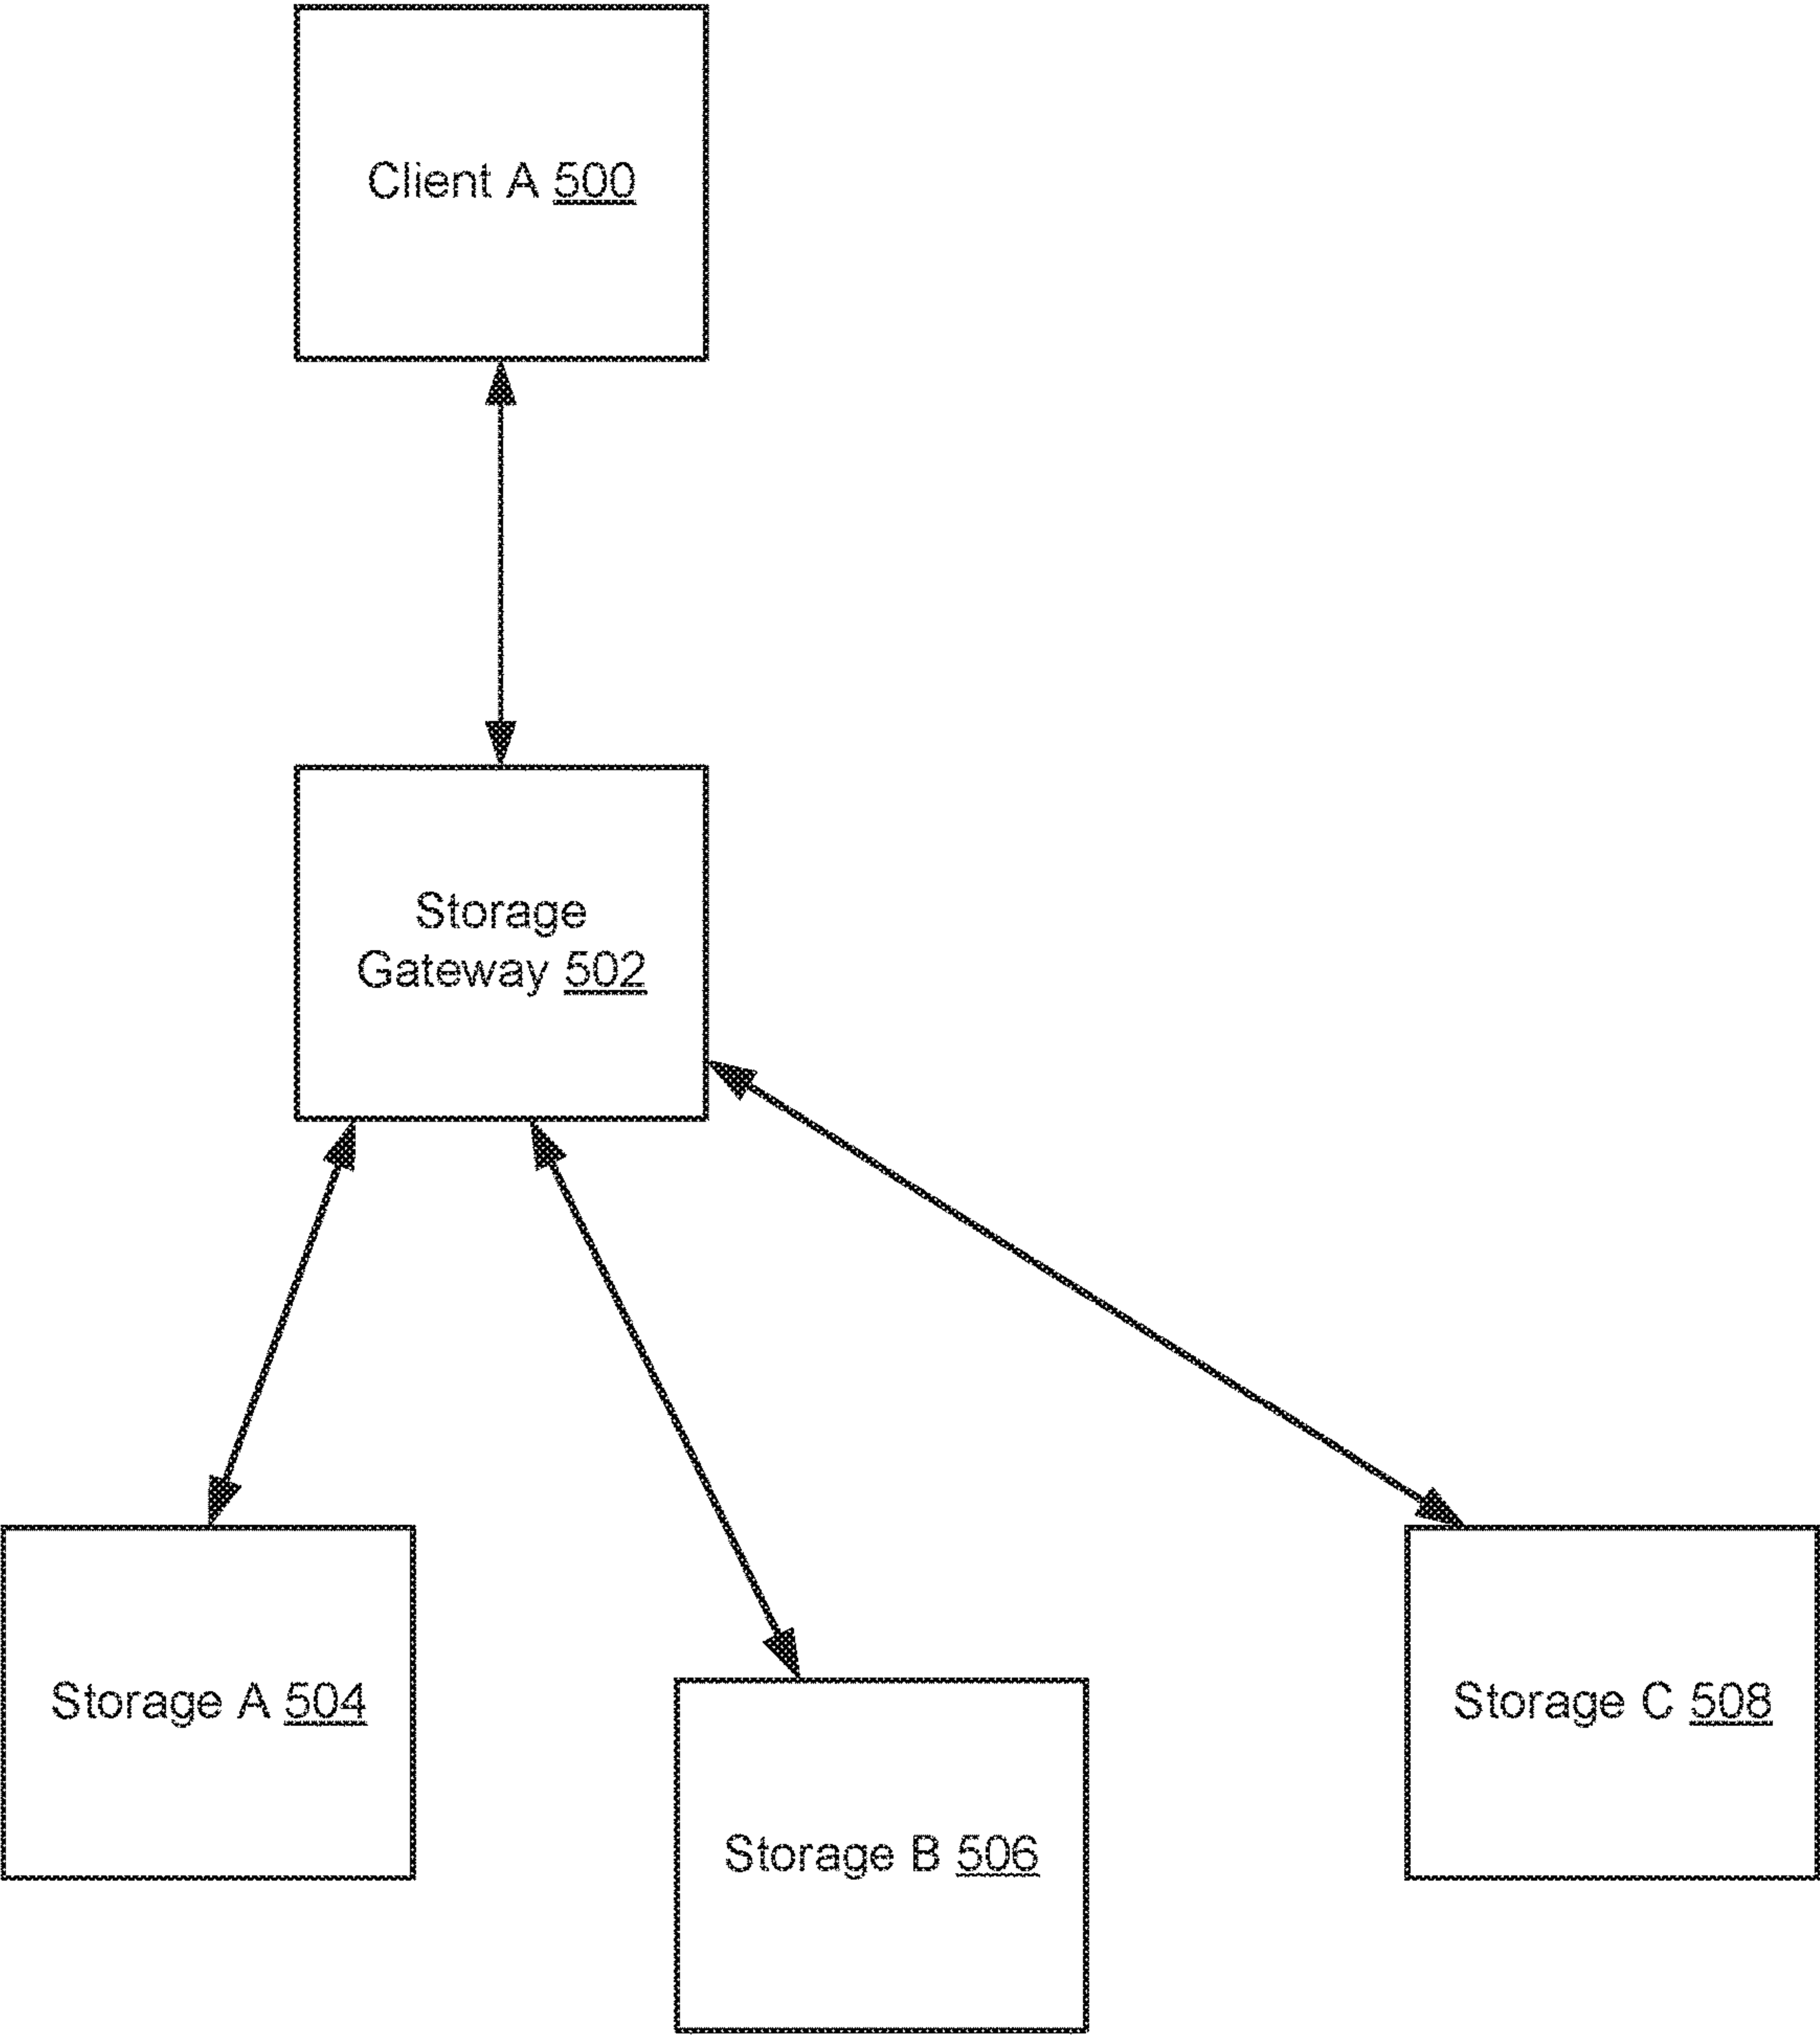 Client A 500
Storage
Gateway 502
Storage A 504
Storage B 506
Storage C 508